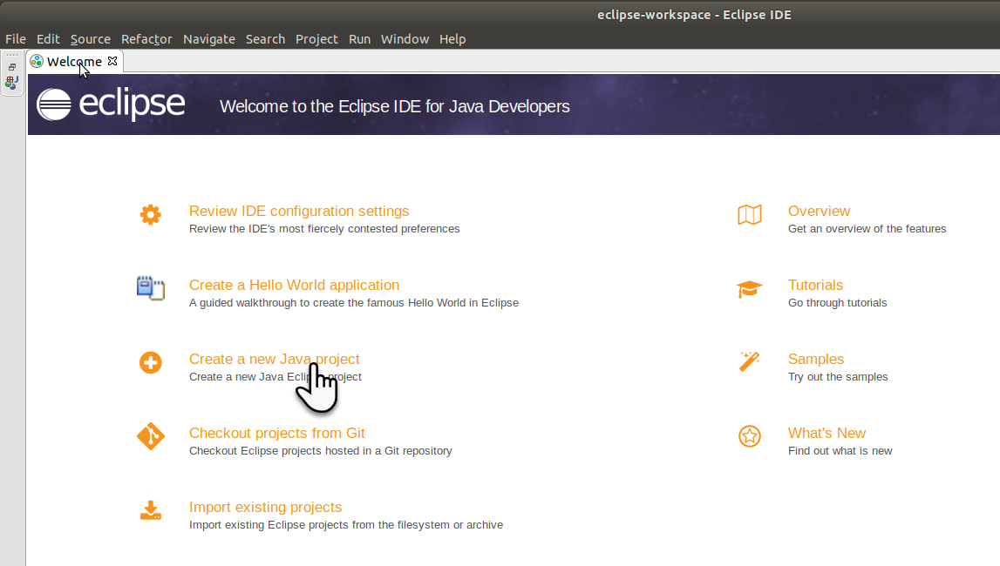 eclipse-workspace - Eclipse IDE
File Edit Source Refactor Navigate Search Project Run Window Help
Welcome
eclipse Welcome to the Eclipse IDE for Java Developers
Review IDE configuration settings
Review the IDE's most fiercely contested preferences
Create a Hello World application
A guided walkthrough to create the famous Hello World in Eclipse
Create a new Java project
Create a new Java Eclipse project
Checkout projects from Git
Checkout Eclipse projects hosted in a Git repository
Import existing projects
Import existing Eclipse projects from the filesystem or archive
Overview
Get an overview of the features
Tutorials
Go through tutorials
Samples
Try out the samples
What's New
Find out what is new